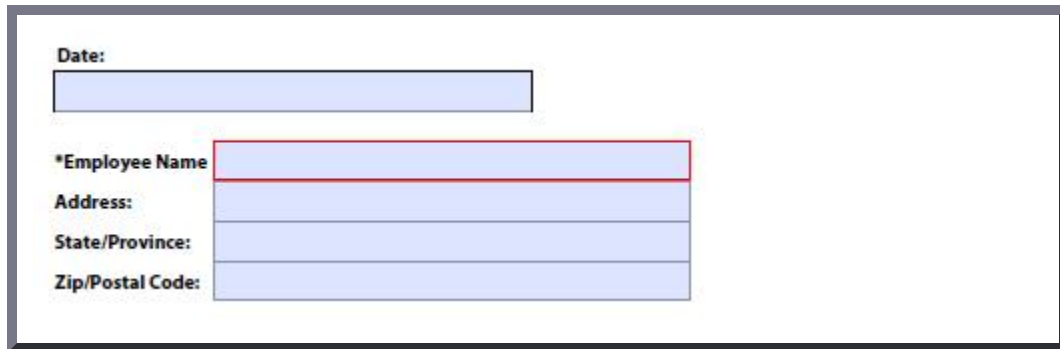 Date:
*Employee Name
Address:
State/Province:
Zip/Postal Code: